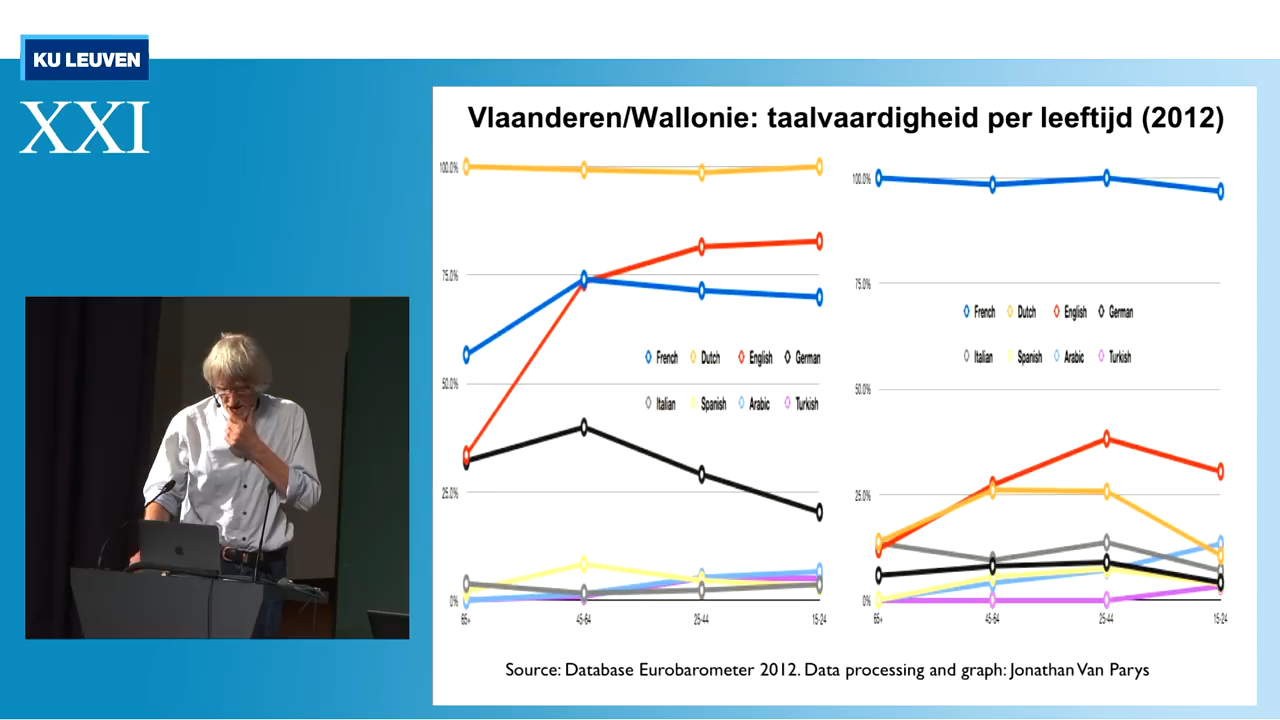 KU LEUVEN
XXI
Vlaanderen/Wallonie: taalvaardigheid per leeftijd (2012)
100.0%
75.0%
50.0%
25.0%
0%
65+
45-64
25-44
15-24
French Dutch English German
Italian Spanish Arabic Turkish
100.0%
75.0%
50.0%
25.0%
0%
65+
45-64
25-44
15-24
French Dutch English German
Italian Spanish Arabic Turkish
Source: Database Eurobarometer 2012. Data processing and graph: Jonathan Van Parys